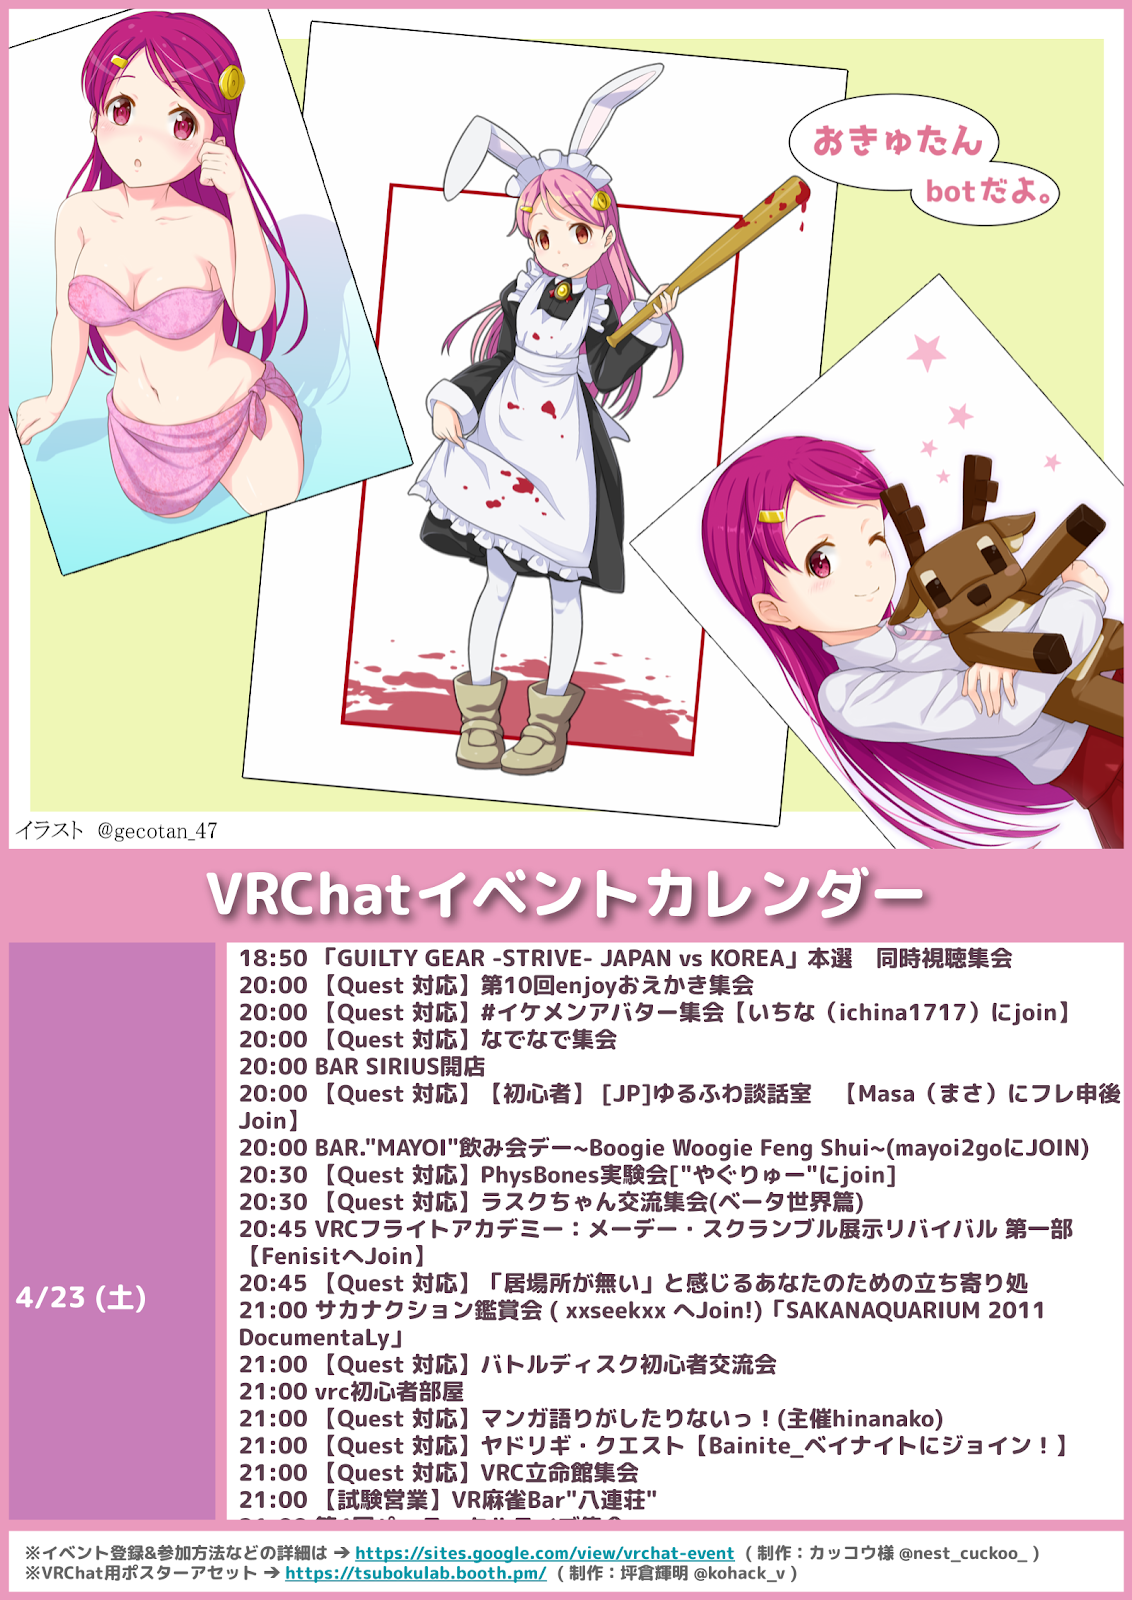 おきゅたん
botだよ。
イラスト @gecotan_47
VRChatイベントカレンダー
4/23 (土)
18:50 「GUILTY GEAR -STRIVE- JAPAN vs KOREA」本選　同時視聴集会
20:00 【Quest 対応】第10回enjoyおえかき集会
20:00 【Quest 対応】#イケメンアバター集会【いちな（ichina1717）にjoin】
20:00 【Quest 対応】なでなで集会
20:00 BAR SIRIUS開店
20:00 【Quest 対応】【初心者】 [JP]ゆるふわ談話室　【Masa（まさ）にフレ申後
Join】
20:00 BAR."MAYOI"飲み会デー~Boogie Woogie Feng Shui~(mayoi2goにJOIN)
20:30 【Quest 対応】PhysBones実験会["やぐりゅー"にjoin]
20:30 【Quest 対応】ラスクちゃん交流集会(ベータ世界篇)
20:45 VRCフライトアカデミー：メーデー・スクランブル展示リバイバル 第一部
【FenisitへJoin】
20:45 【Quest 対応】「居場所が無い」と感じるあなたのための立ち寄り処
21:00 サカナクション鑑賞会 ( xxseekxx へJoin!)「SAKANAQUARIUM 2011
DocumentaLy」
21:00 【Quest 対応】バトルディスク初心者交流会
21:00 vrc初心者部屋
21:00 【Quest 対応】マンガ語りがしたりないっ！(主催hinanako)
21:00 【Quest 対応】ヤドリギ・クエスト【Bainite_ベイナイトにジョイン！】
21:00 【Quest 対応】VRC立命館集会
21:00 【試験営業】VR麻雀Bar"八連荘"
※イベント登録&参加方法などの詳細は → https://sites.google.com/view/vrchat-event ( 制作：カッコウ様 @nest_cuckoo_ )
※VRChat用ポスターアセット → https://tsubokulab.booth.pm/ ( 制作：坪倉輝明 @kohack_v )